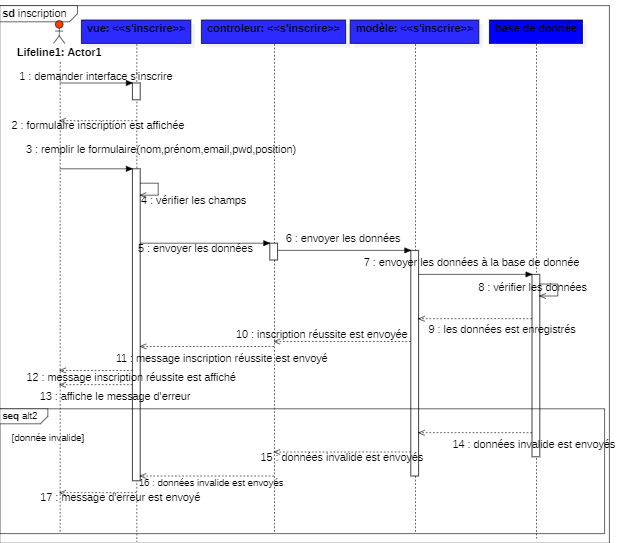 sd inscription
vue: <<s'inscrire>>
controleur: <<s'inscrire>>
modèle: <<s'inscrire>>
base de donnée
Lifeline1: Actor1
1 : demander interface s'inscrire
2 : formulaire inscription est affichée
3 : remplir le formulaire(nom,prénom,email,pwd,position)
4 : vérifier les champs
5 : envoyer les données
6 : envoyer les données
7 : envoyer les données à la base de donnée
8 : vérifier les données
9 : les données est enregistrés
10 : inscription réussite est envoyée
11 : message inscription réussite est envoyé
12 : message inscription réussite est affiché
13 : affiche le message d'erreur
seq alt2
[donnée invalide]
14 : données invalide est envoyés
15 : données invalide est envoyés
16 : données invalide est envoyés
17 : message d'erreur est envoyé